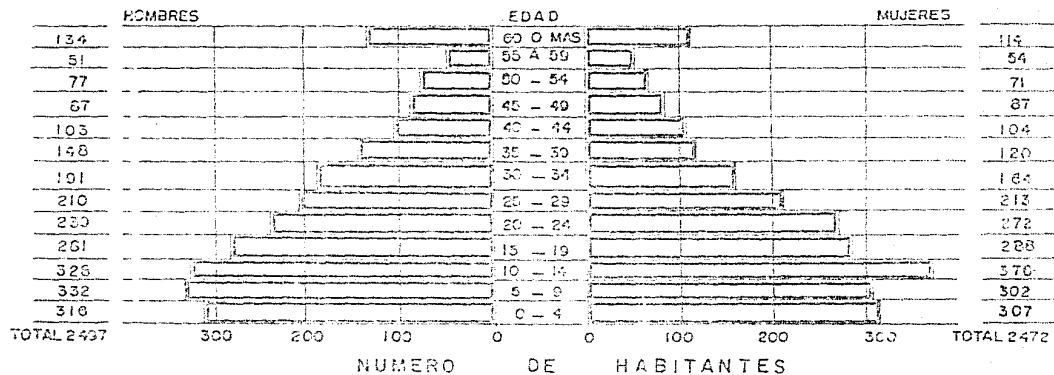 HOMBRES EDAD MUJERES
134 60 O MAS 114
51 55 A 59 54
77 50 - 54 71
87 45 - 49 87
103 40 - 44 104
148 35 - 39 120
191 30 - 34 164
210 25 - 29 213
239 20 - 24 272
281 15 - 19 288
326 10 - 14 376
332 5 - 9 302
316 0 - 4 307
TOTAL 2497 300 200 100 0 0 100 200 300 TOTAL 2472
NUMERO DE HABITANTES